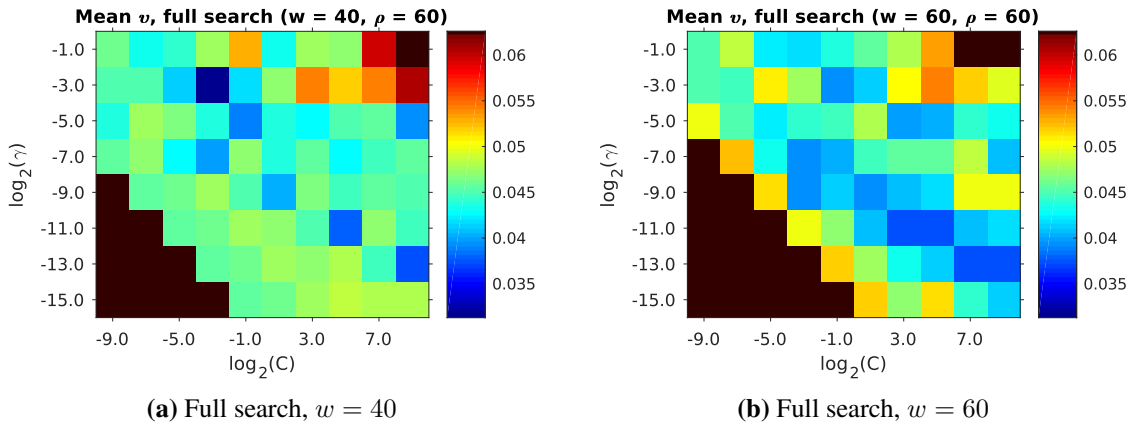 Mean υ, full search (w = 40, ρ = 60)
-1.0
-3.0
-5.0
-7.0
-9.0
-11.0
-13.0
-15.0
log2(γ)
-9.0 -5.0 -1.0 3.0 7.0
log2(C)
0.06
0.055
0.05
0.045
0.04
0.035
(a) Full search, w = 40
Mean υ, full search (w = 60, ρ = 60)
-1.0
-3.0
-5.0
-7.0
-9.0
-11.0
-13.0
-15.0
log2(γ)
-9.0 -5.0 -1.0 3.0 7.0
log2(C)
0.06
0.055
0.05
0.045
0.04
0.035
(b) Full search, w = 60